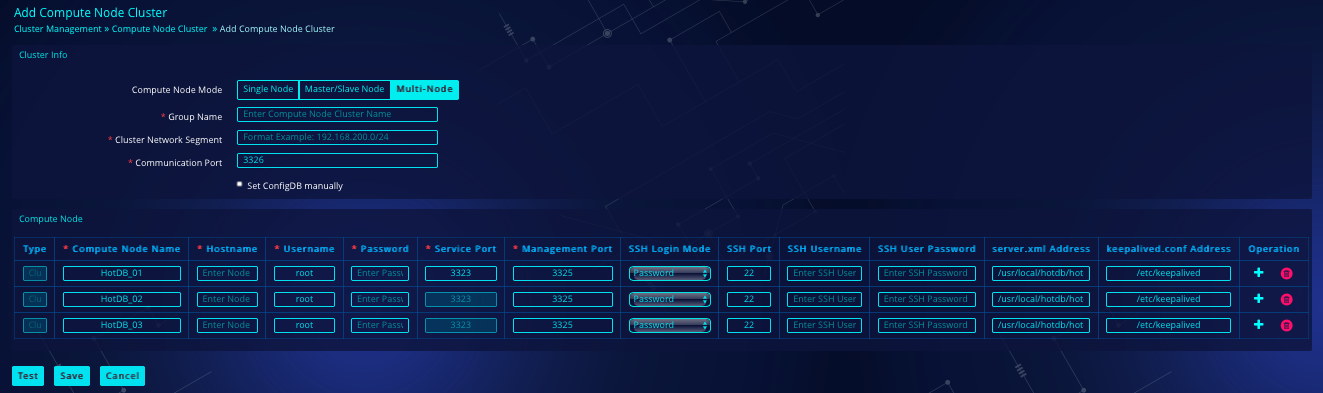 Add Compute Node Cluster
Cluster Management » Compute Node Cluster » Add Compute Node Cluster
Cluster Info
Compute Node Mode Single Node Master/Slave Node Multi-Node
* Group Name Enter Compute Node Cluster Name
* Cluster Network Segment Format Example: 192.168.200.0/24
* Communication Port 3326
Set ConfigDB manually
Compute Node
Type * Compute Node Name * Hostname * Username * Password * Service Port * Management Port SSH Login Mode SSH Port SSH Username SSH User Password server.xml Address keepalived.conf Address Operation
Clu HotDB_01 Enter Node root Enter Passw 3323 3325 Password 22 Enter SSH User Enter SSH Password /usr/local/hotdb/hot /etc/keepalived
Clu HotDB_02 Enter Node root Enter Passw 3323 3325 Password 22 Enter SSH User Enter SSH Password /usr/local/hotdb/hot /etc/keepalived
Clu HotDB_03 Enter Node root Enter Passw 3323 3325 Password 22 Enter SSH User Enter SSH Password /usr/local/hotdb/hot /etc/keepalived
Test Save Cancel